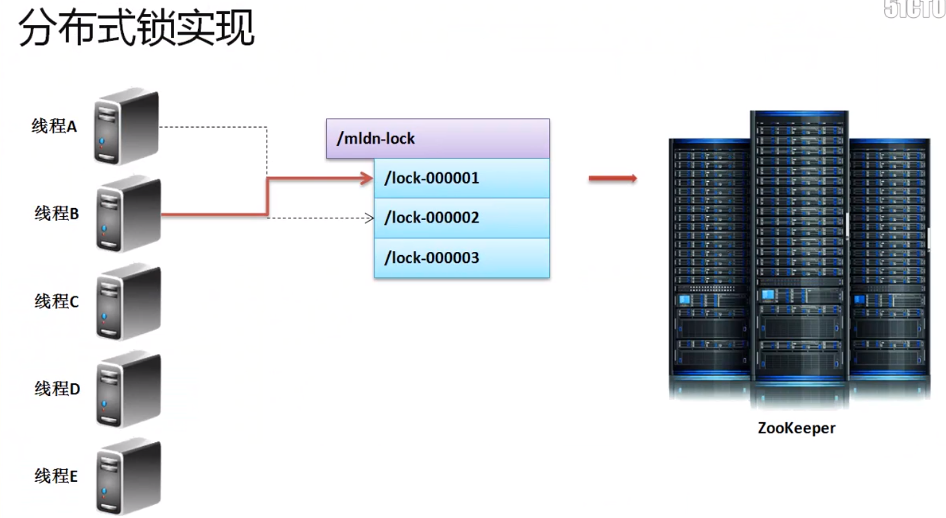 51CTO
分布式锁实现
线程A
线程B
线程C
线程D
线程E
/mldn-lock
/lock-000001
/lock-000002
/lock-000003
ZooKeeper